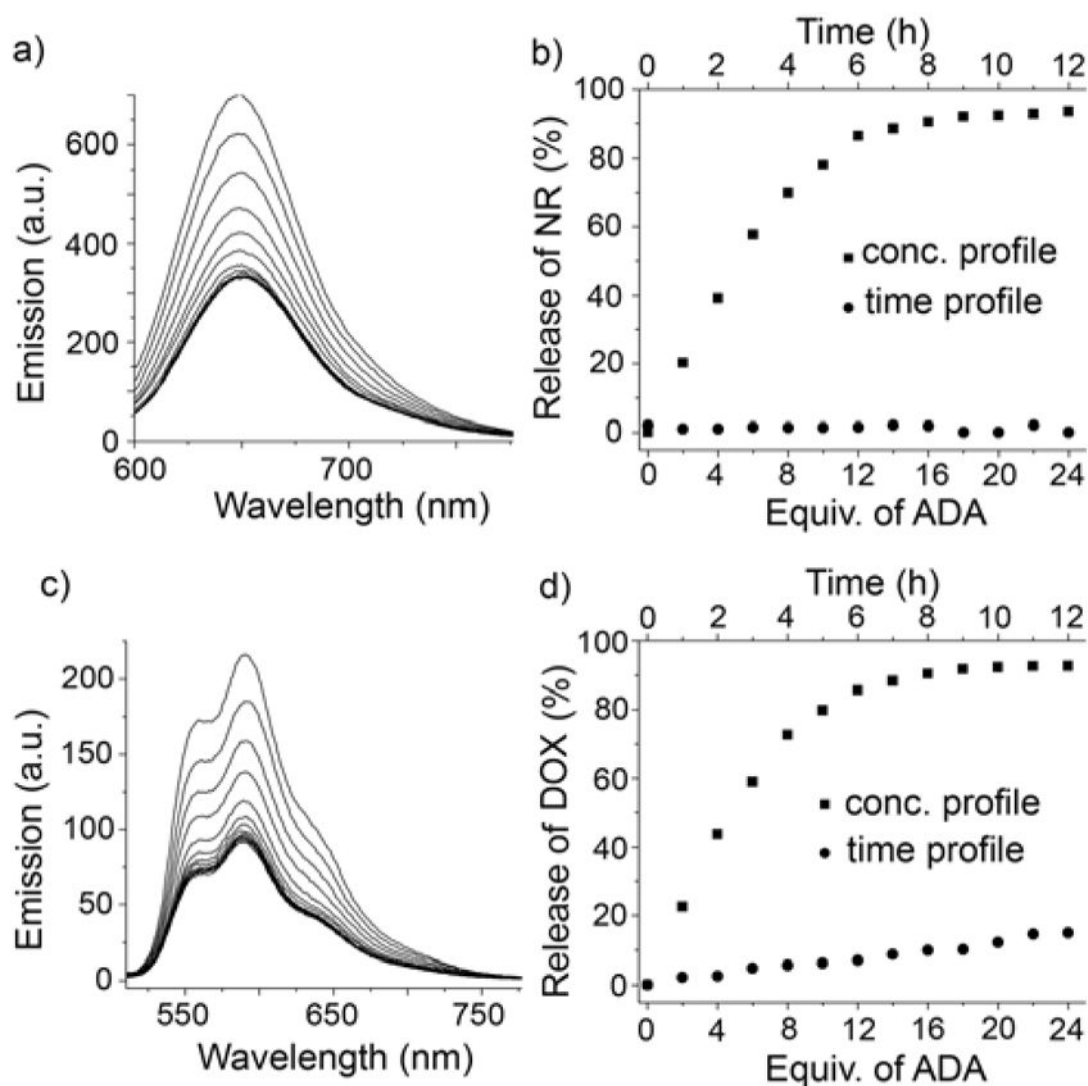 a)
Emission (a.u.)
600
400
200
0
600
700
Wavelength (nm)
b)
Time (h)
0 2 4 6 8 10 12
Release of NR (%)
100
80
60
40
20
0
conc. profile
time profile
0 4 8 12 16 20 24
Equiv. of ADA
c)
Emission (a.u.)
200
150
100
50
0
550 650 750
Wavelength (nm)
d)
Time (h)
0 2 4 6 8 10 12
Release of DOX (%)
100
80
60
40
20
0
conc. profile
time profile
0 4 8 12 16 20 24
Equiv. of ADA